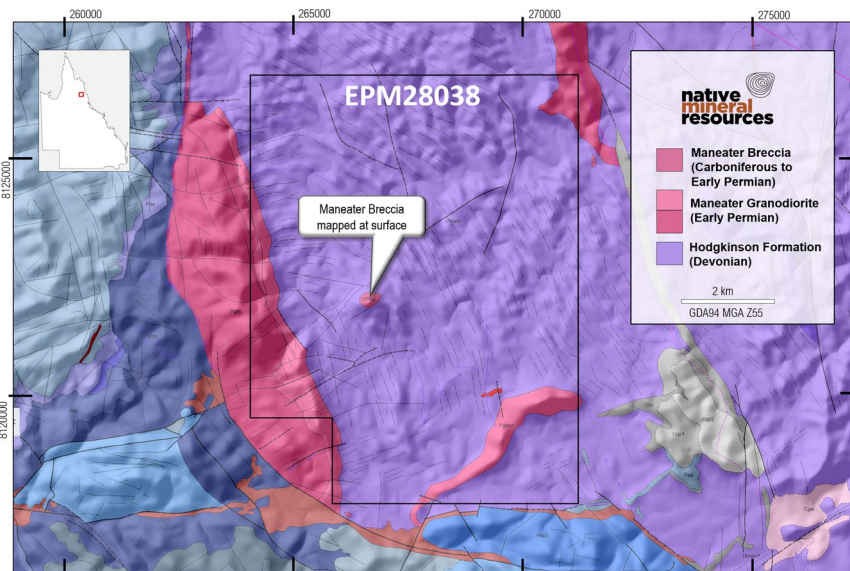 260000
265000
270000
275000
8125000
8120000
EPM28038
Maneater Breccia
mapped at surface
native
mineral
resources
Maneater Breccia
(Carboniferous to
Early Permian)
Maneater Granodiorite
(Early Permian)
Hodgkinson Formation
(Devonian)
2 km
GDA94 MGA Z55